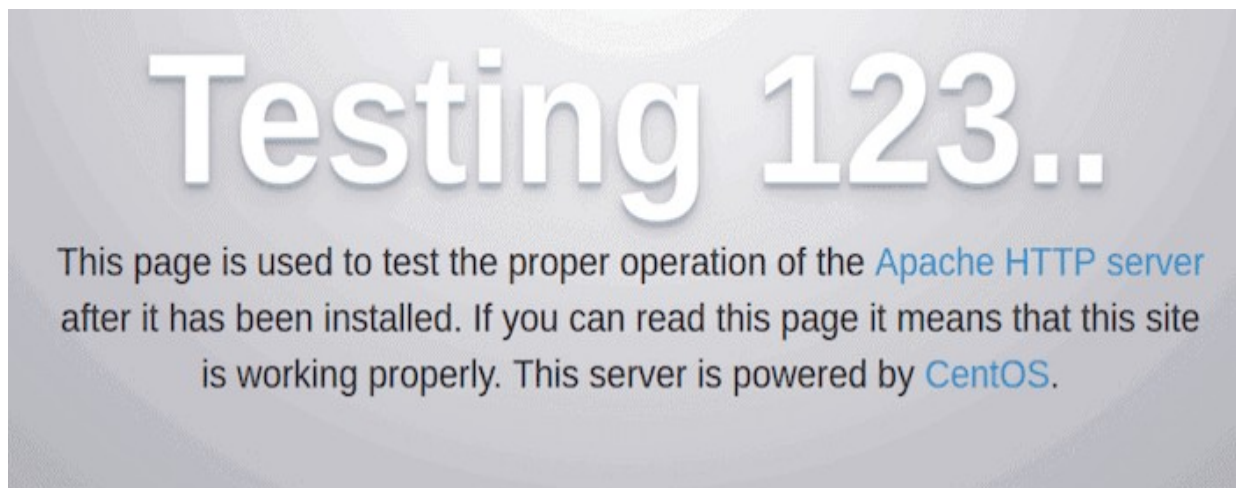 Testing 123..
This page is used to test the proper operation of the Apache HTTP server
after it has been installed. If you can read this page it means that this site
is working properly. This server is powered by CentOS.